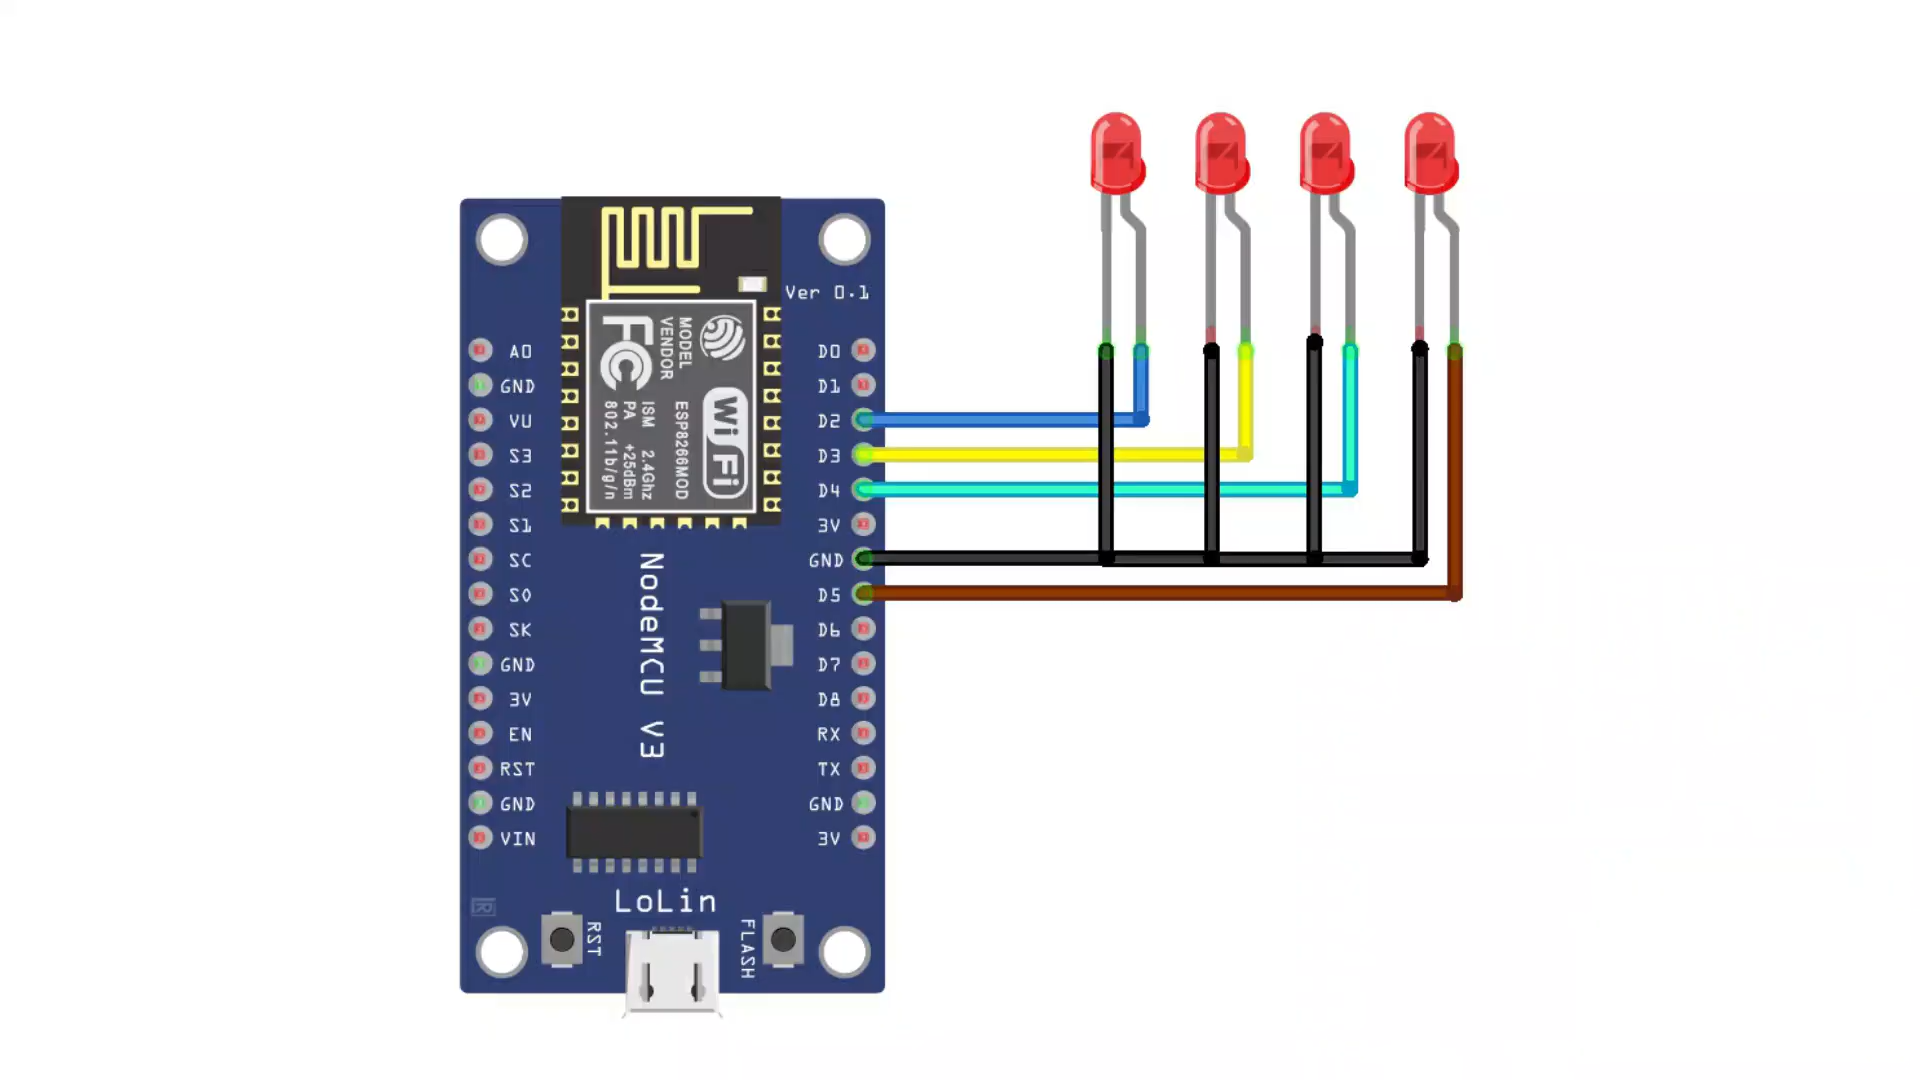 Ver 0.1
FC
MODEL
VENDOR
ISM 2.4GHz
PA +25dBm
802.11b/g/n
ESP8266MOD
WiFi
A0
GND
VU
S3
S2
S1
SC
S0
SK
GND
3V
EN
RST
GND
VIN
D0
D1
D2
D3
D4
3V
GND
D5
D6
D7
D8
RX
TX
GND
3V
NodeMCU V3
LoLin
RST
FLASH